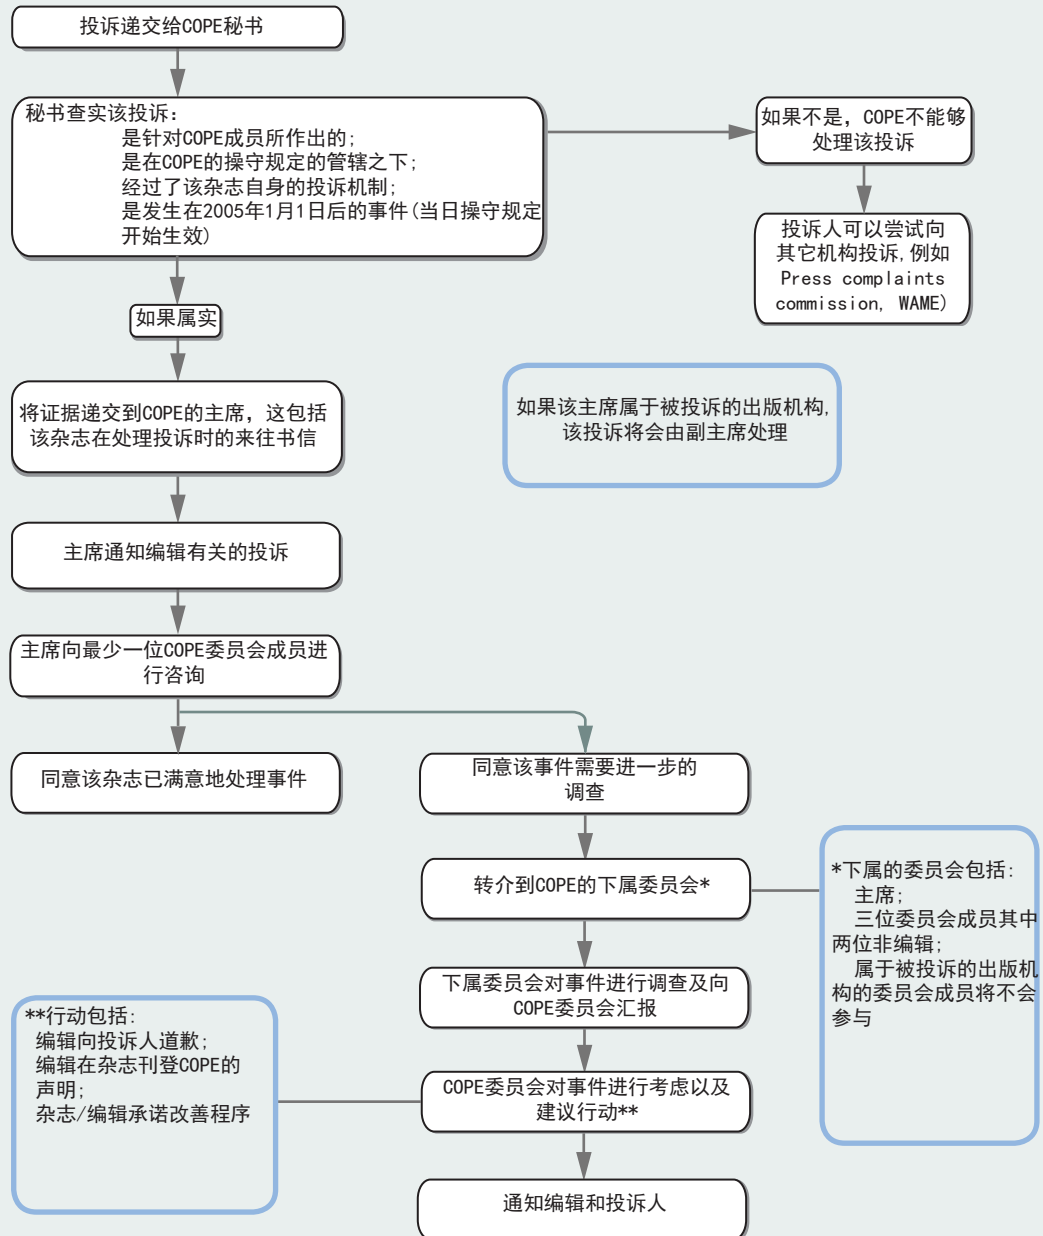 投诉递交给COPE秘书
秘书查实该投诉：
是针对COPE成员所作出的;
是在COPE的操守规定的管辖之下;
经过了该杂志自身的投诉机制;
是发生在2005年1月1日后的事件(当日操守规定
开始生效)
如果不是，COPE不能够
处理该投诉
投诉人可以尝试向
其它机构投诉,例如
Press complaints
commission, WAME)
如果属实
将证据递交到COPE的主席，这包括
该杂志在处理投诉时的来往书信
如果该主席属于被投诉的出版机构,
该投诉将会由副主席处理
主席通知编辑有关的投诉
主席向最少一位COPE委员会成员进
行咨询
同意该杂志已满意地处理事件
同意该事件需要进一步的
调查
转介到COPE的下属委员会*
*下属的委员会包括:
主席;
三位委员会成员其中
两位非编辑;
属于被投诉的出版机
构的委员会成员将不会
参与
下属委员会对事件进行调查及向
COPE委员会汇报
**行动包括:
编辑向投诉人道歉;
编辑在杂志刊登COPE的
声明;
杂志/编辑承诺改善程序
COPE委员会对事件进行考虑以及
建议行动**
通知编辑和投诉人